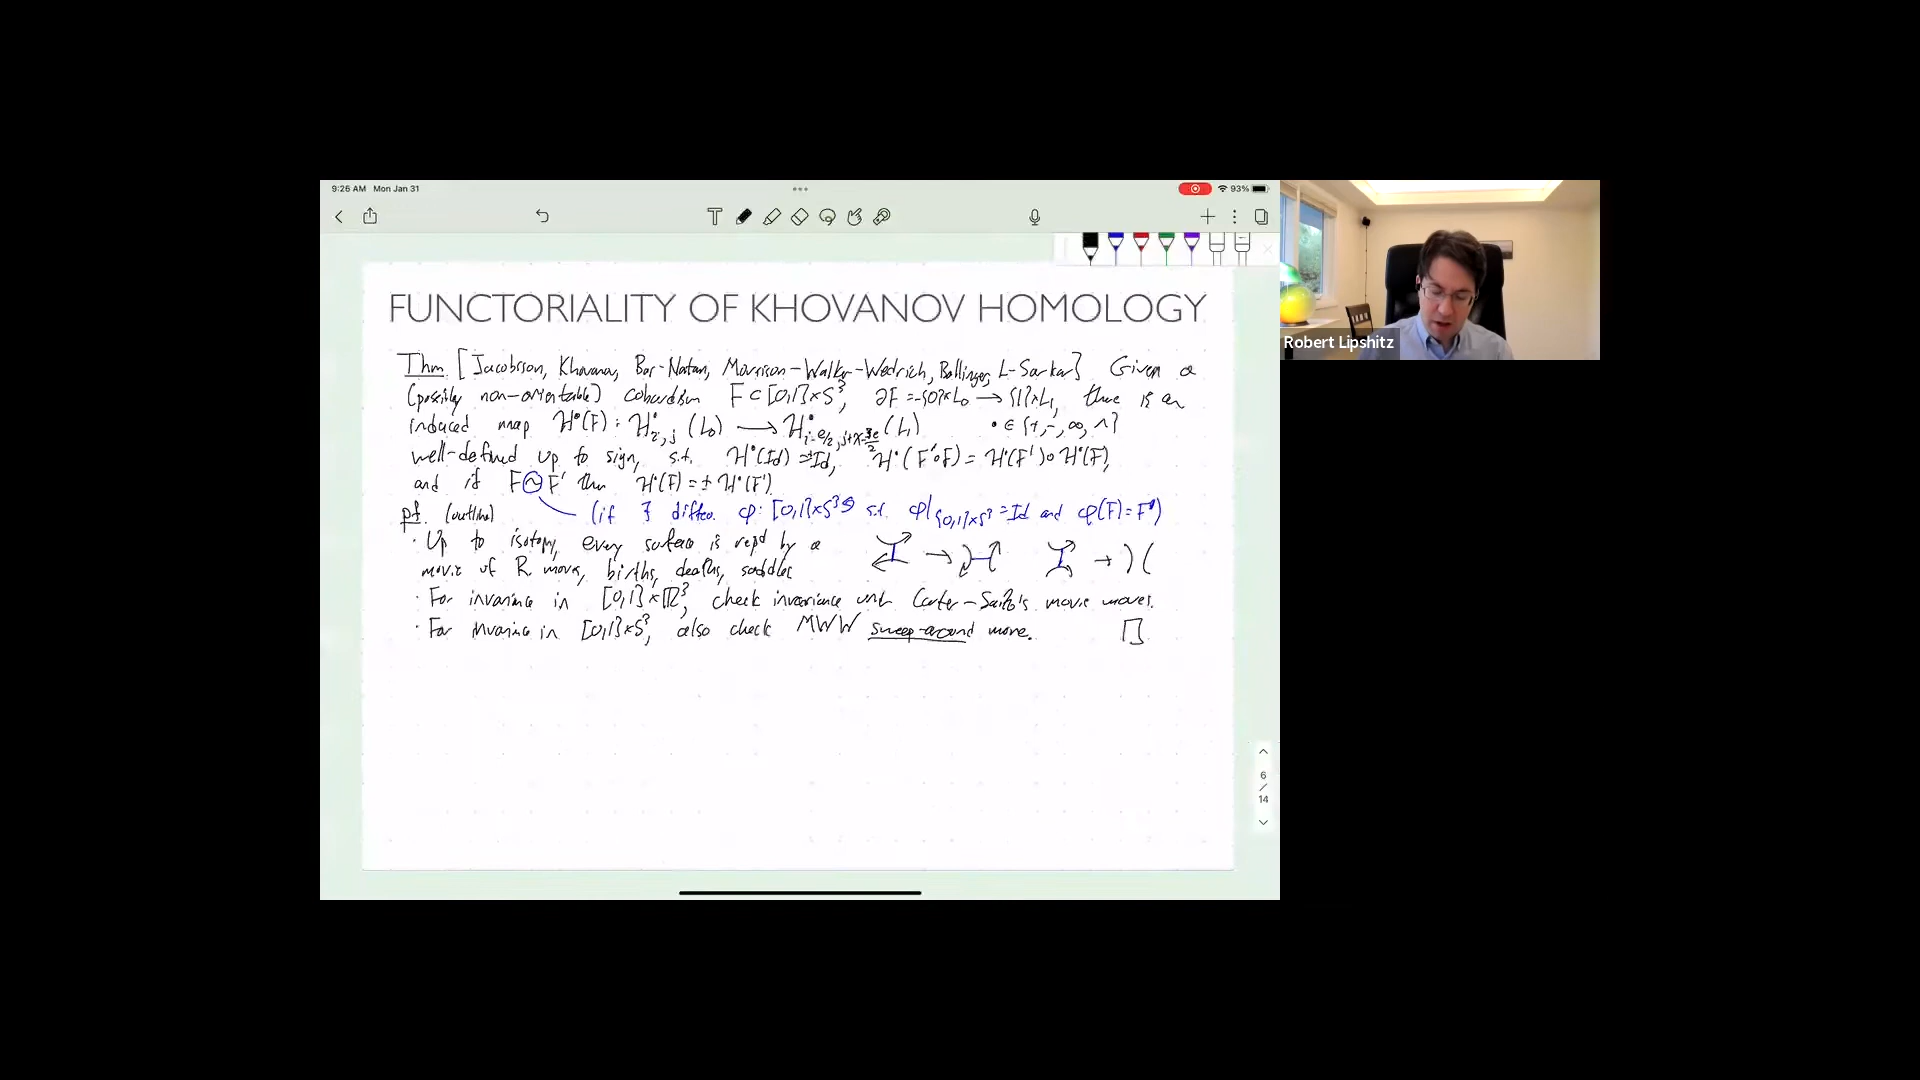 9:26 AM Mon Jan 31
93%
FUNCTORIALITY OF KHOVANOV HOMOLOGY
Thm [Jacobsson, Khovanov, Bar-Natan, Morrison-Walker-Wedrich, Ballinger, L-Sarkar] Given a
(possibly non-orientable) cobordism F ⊂ [0,1]×S³, ∂F = -{0}×L₀ → {1}×L₁, there is an
induced map H•(F): H•_{i,j}(L₀) → H•_{i-e/2, j+χ-3e/2}(L₁) • ∈ {+,-,∞,^}
well-defined up to sign, s.t. H•(Id) = ±Id, H•(F'∘F) = H•(F')∘H•(F),
and if F ~ F' then H•(F) = ± H•(F')
pf. (outline) (if ∃ diffeo. φ: [0,1]×S³ ↺ s.t. φ|_{{0,1}×S³} = Id and φ(F) = F')
· Up to isotopy, every surface is rep'd by a
movie of R moves, births, deaths, saddles
· For invariance in [0,1]×ℝ³, check invariance under Carter-Saito's movie moves.
· For invariance in [0,1]×S³, also check MWW sweep-around move. □
6
/
14
Robert Lipshitz